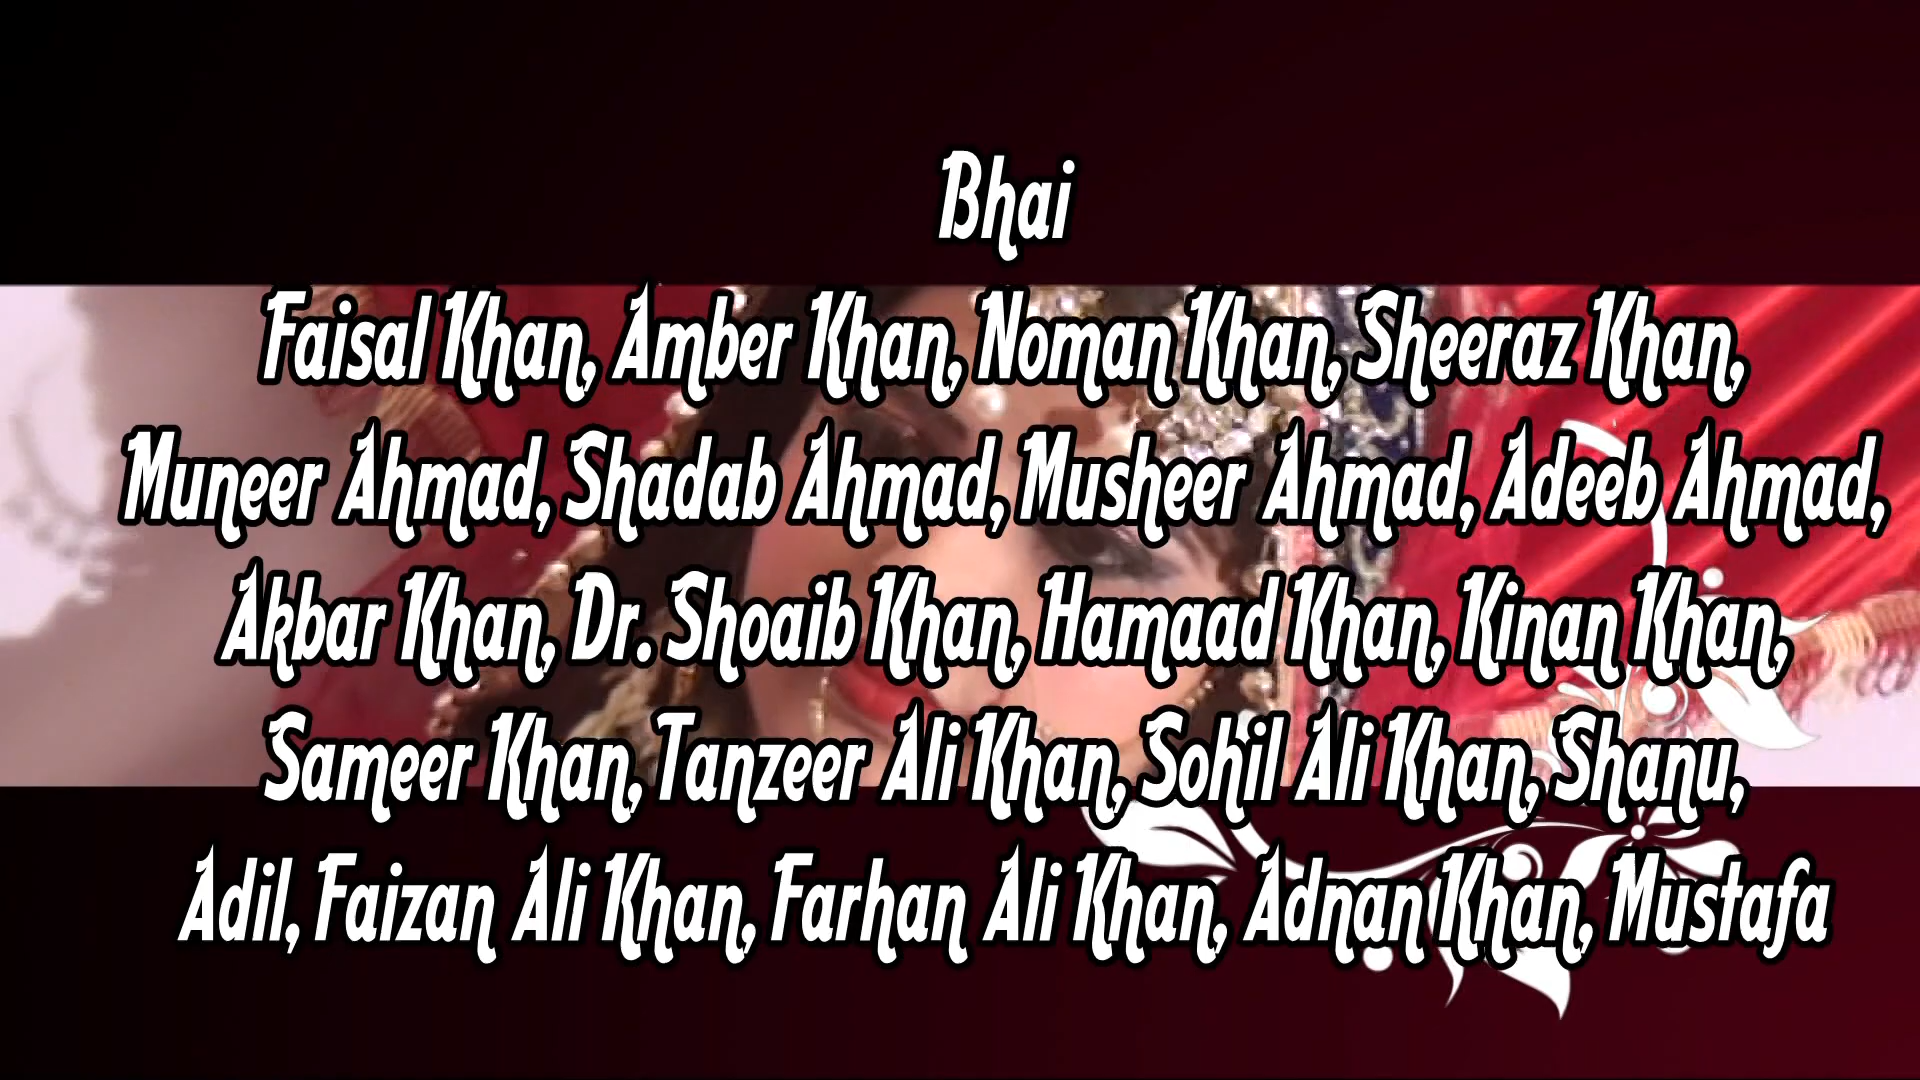 Bhai
Faisal Khan, Amber Khan, Noman Khan, Sheeraz Khan,
Muneer Ahmad, Shadab Ahmad, Musheer Ahmad, Adeeb Ahmad,
Akbar Khan, Dr. Shoaib Khan, Hamaad Khan, Kinan Khan,
Sameer Khan, Tanzeer Ali Khan, Sohil Ali Khan, Shanu,
Adil, Faizan Ali Khan, Farhan Ali Khan, Adnan Khan, Mustafa